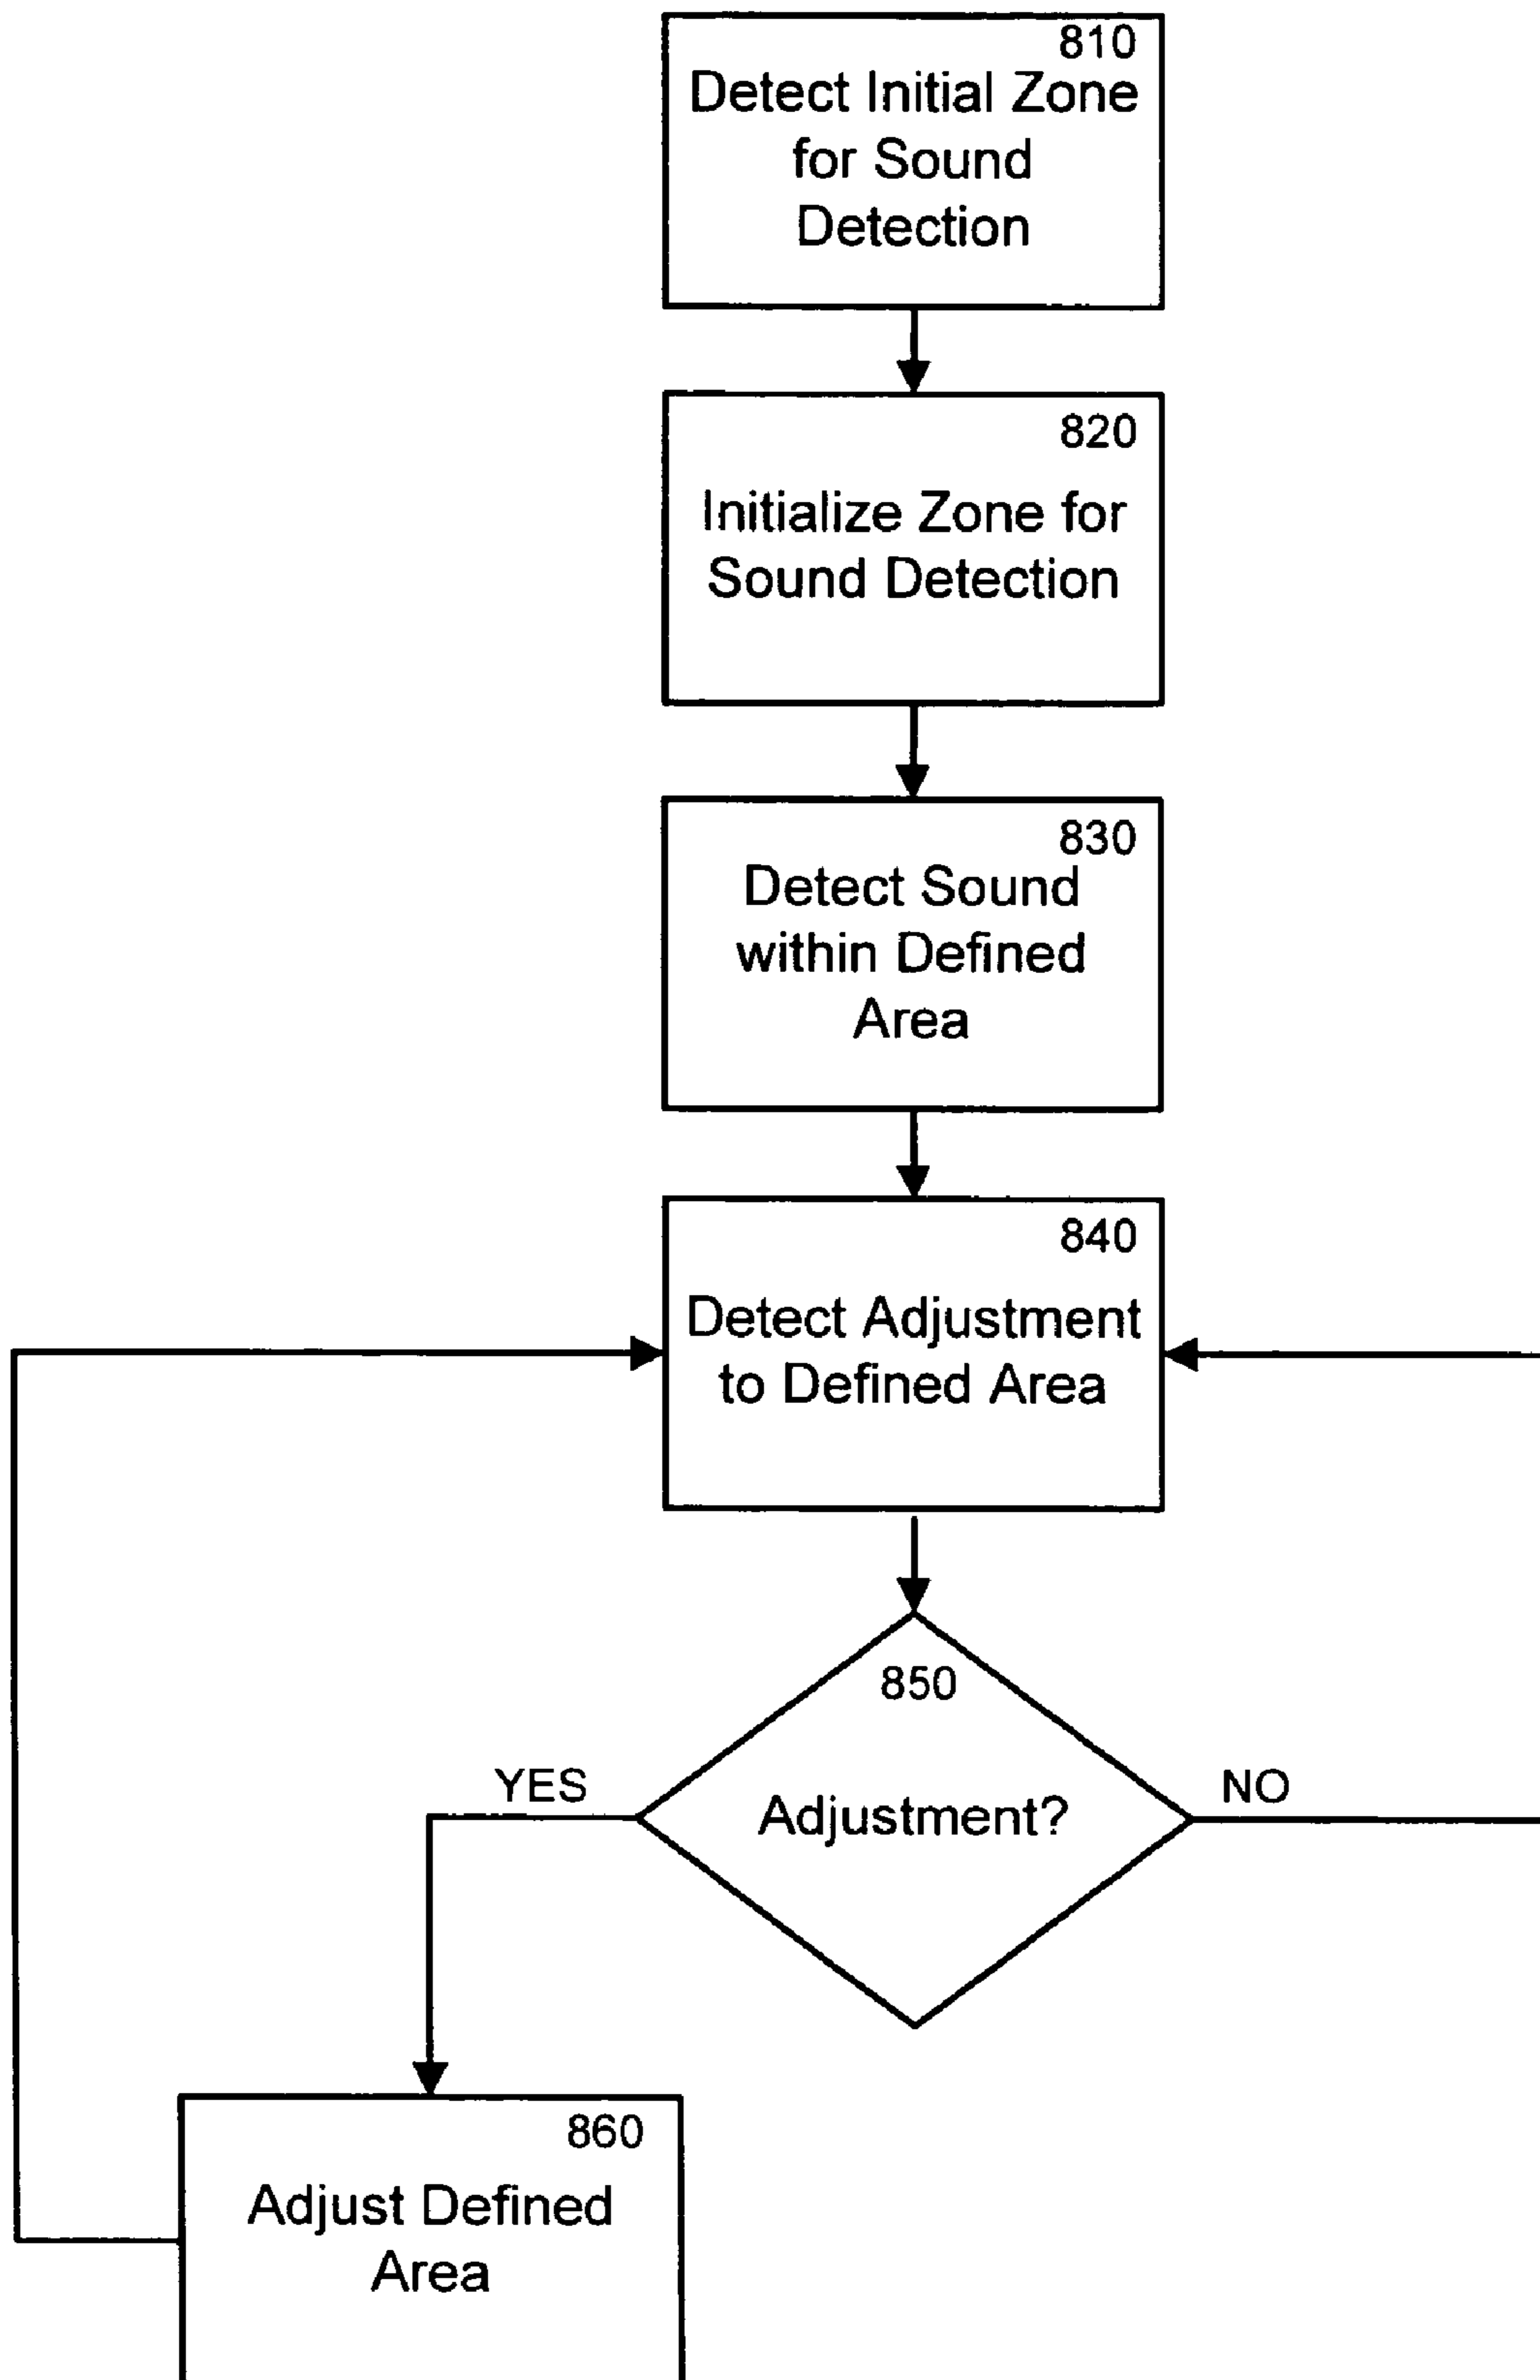 810
Detect Initial Zone
for Sound
Detection
820
Initialize Zone for
Sound Detection
830
Detect Sound
within Defined
Area
840
Detect Adjustment
to Defined Area
850
YES
Adjustment?
NO
860
Adjust Defined
Area